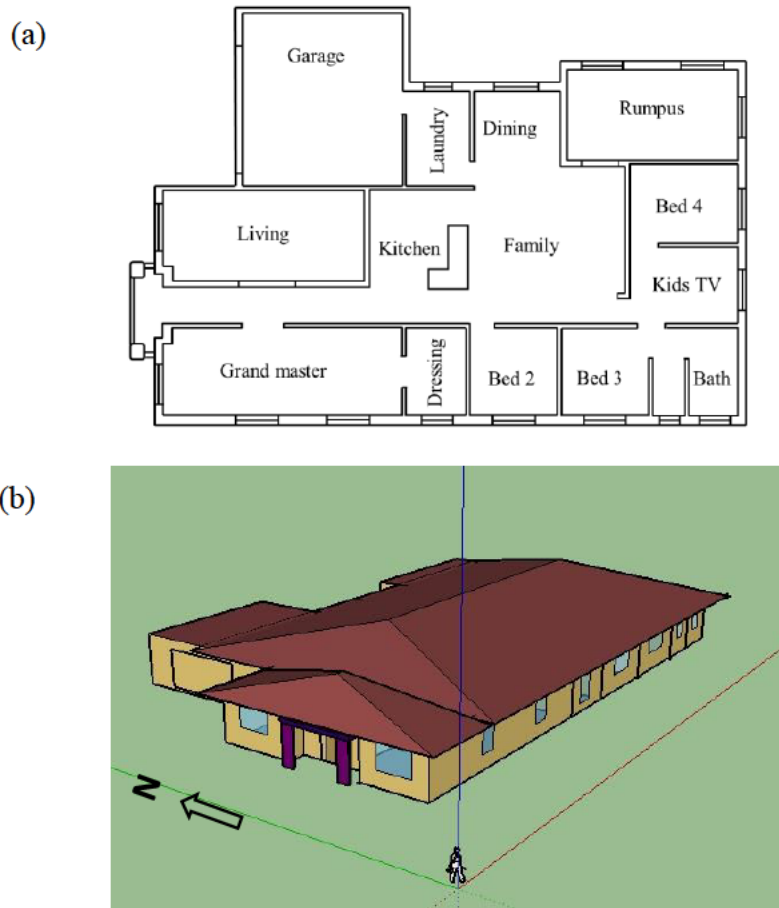 (a)
Garage
Laundry
Dining
Rumpus
Bed 4
Living
Kitchen
Family
Kids TV
Grand master
Dressing
Bed 2
Bed 3
Bath
(b)
N